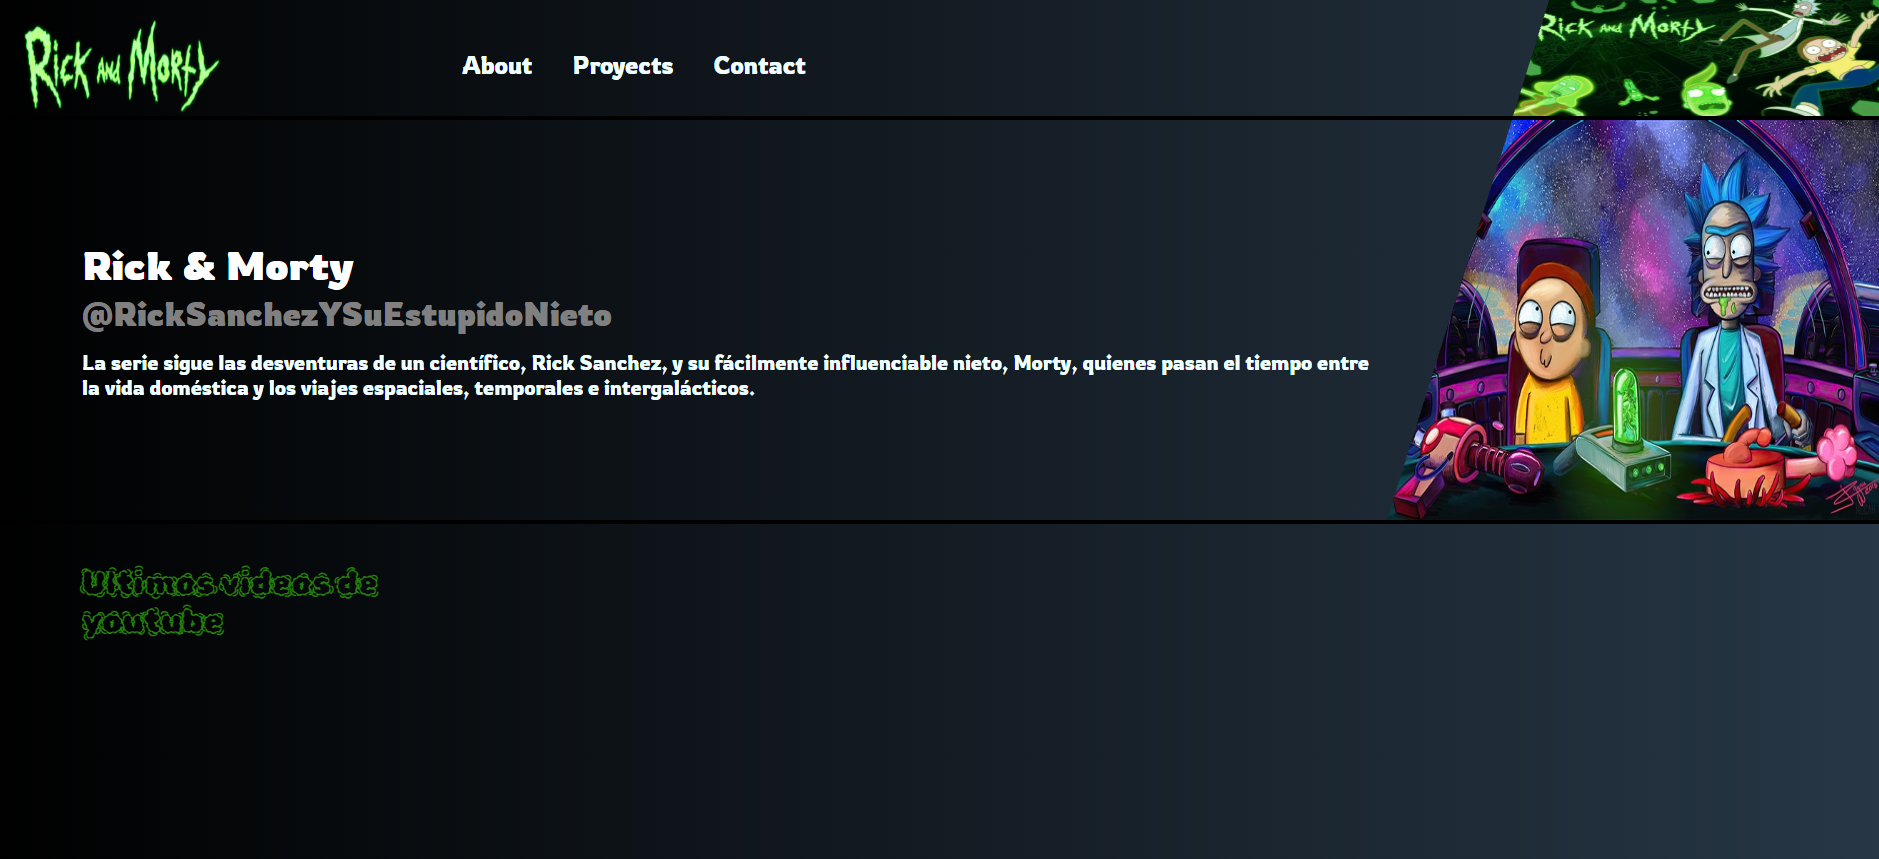 Rick and Morty
About Proyects Contact
Rick and Morty
Rick & Morty
@RickSanchezYSuEstupidoNieto
La serie sigue las desventuras de un científico, Rick Sanchez, y su fácilmente influenciable nieto, Morty, quienes pasan el tiempo entre
la vida doméstica y los viajes espaciales, temporales e intergalácticos.
Ultimos videos de
youtube